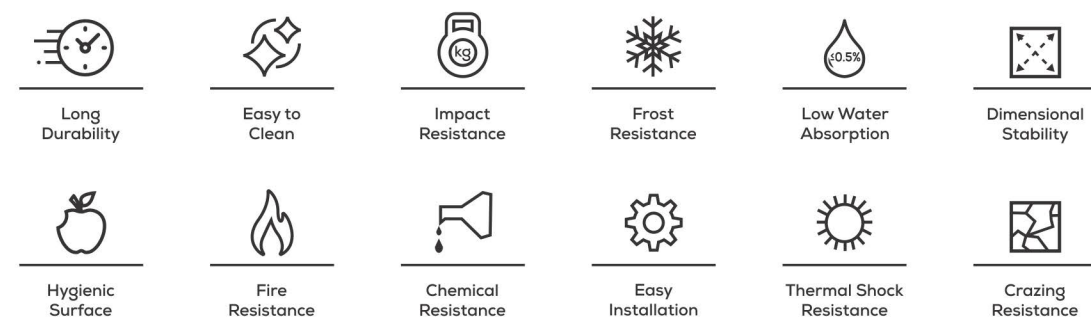 kg
≤0.5%
Long
Durability
Easy to
Clean
Impact
Resistance
Frost
Resistance
Low Water
Absorption
Dimensional
Stability
Hygienic
Surface
Fire
Resistance
Chemical
Resistance
Easy
Installation
Thermal Shock
Resistance
Crazing
Resistance